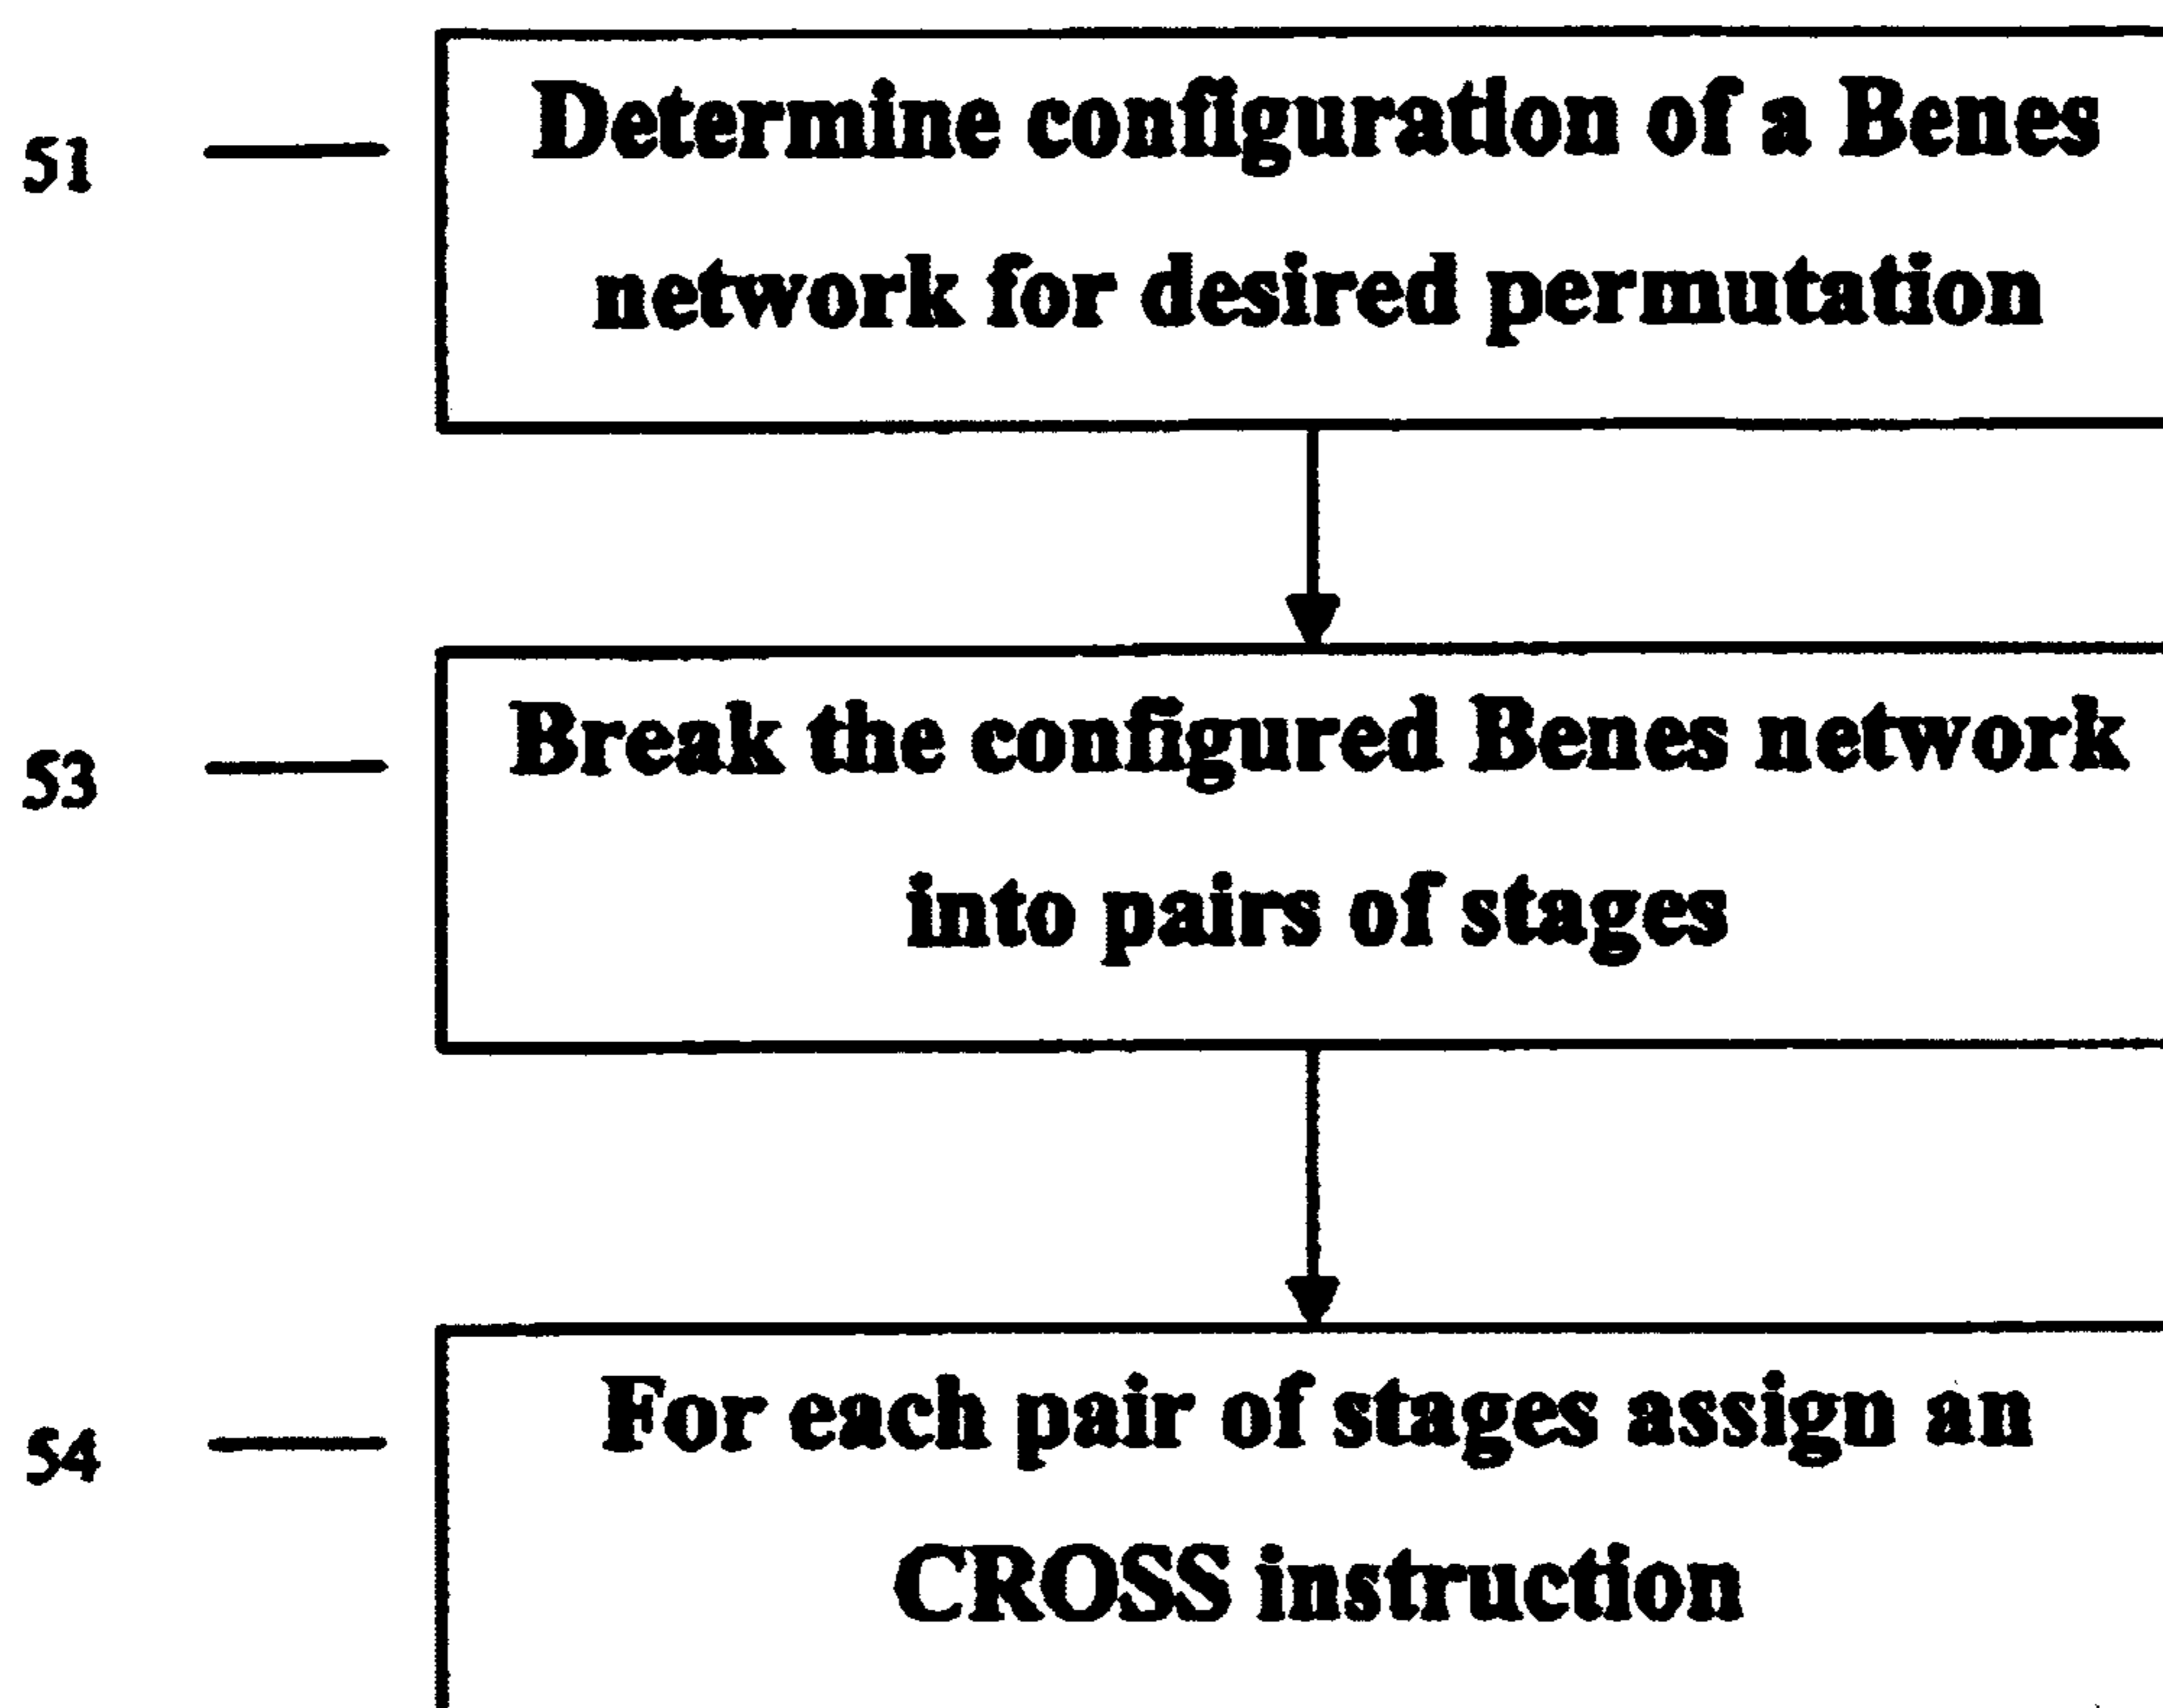 51
Determine configuration of a Benes
network for desired permutation
53
Break the configured Benes network
into pairs of stages
54
For each pair of stages assign an
CROSS instruction